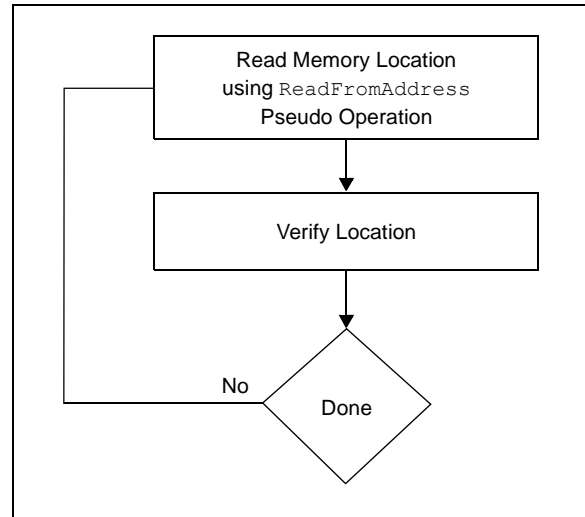 Read Memory Location
using ReadFromAddress
Pseudo Operation
Verify Location
No
Done